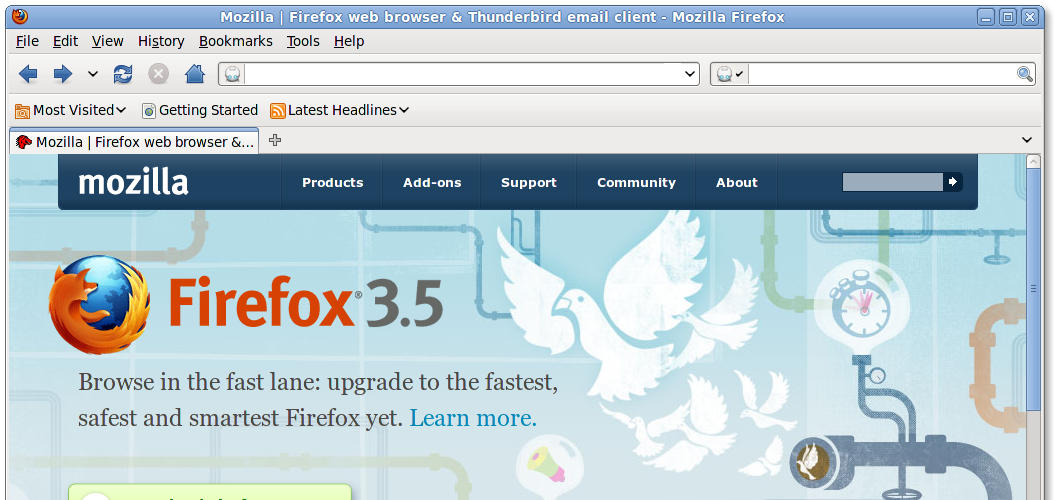 Mozilla | Firefox web browser & Thunderbird email client - Mozilla Firefox
File Edit View History Bookmarks Tools Help
Most Visited Getting Started Latest Headlines
Mozilla | Firefox web browser &...
mozilla Products Add-ons Support Community About
Firefox® 3.5
Browse in the fast lane: upgrade to the fastest,
safest and smartest Firefox yet. Learn more.